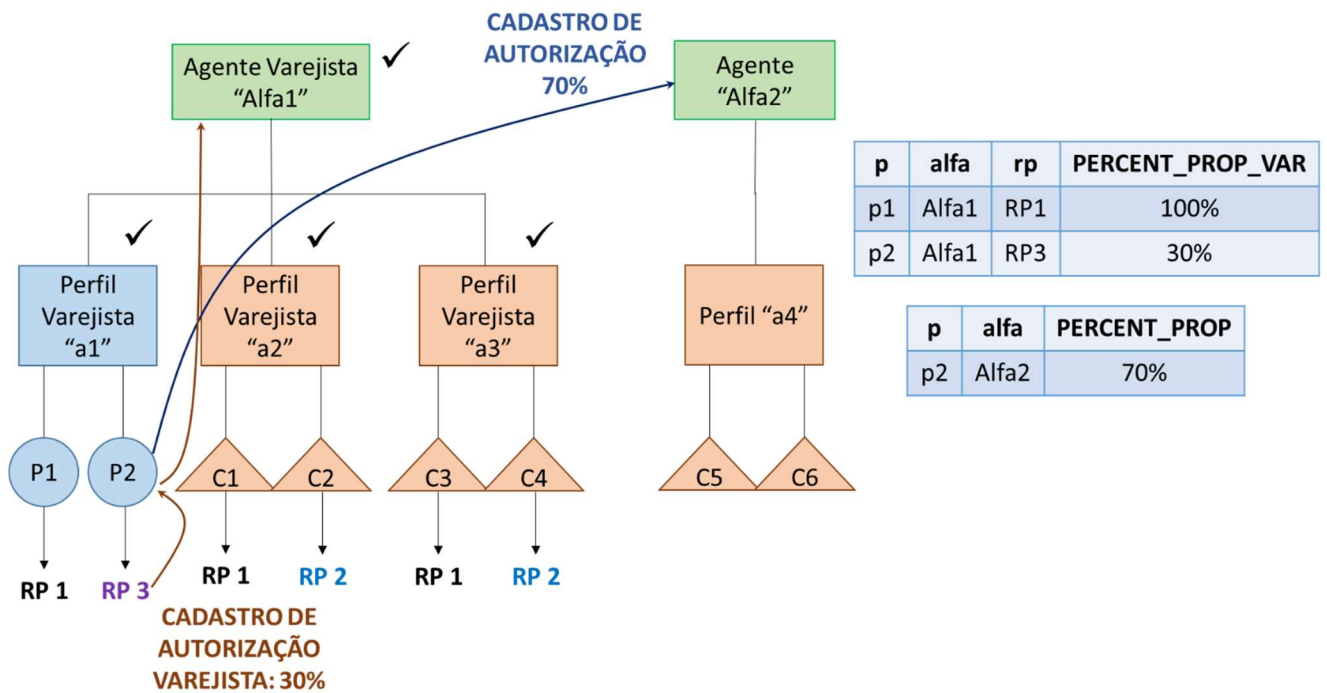 CADASTRO DE
AUTORIZAÇÃO
70%
Agente Varejista
“Alfa1”
Agente
“Alfa2”
Perfil
Varejista
“a1”
Perfil
Varejista
“a2”
Perfil
Varejista
“a3”
Perfil “a4”
P1
P2
C1
C2
C3
C4
C5
C6
RP 1
RP 3
RP 1
RP 2
RP 1
RP 2
CADASTRO DE
AUTORIZAÇÃO
VAREJISTA: 30%
p alfa rp PERCENT_PROP_VAR
p1 Alfa1 RP1 100%
p2 Alfa1 RP3 30%
p alfa PERCENT_PROP
p2 Alfa2 70%